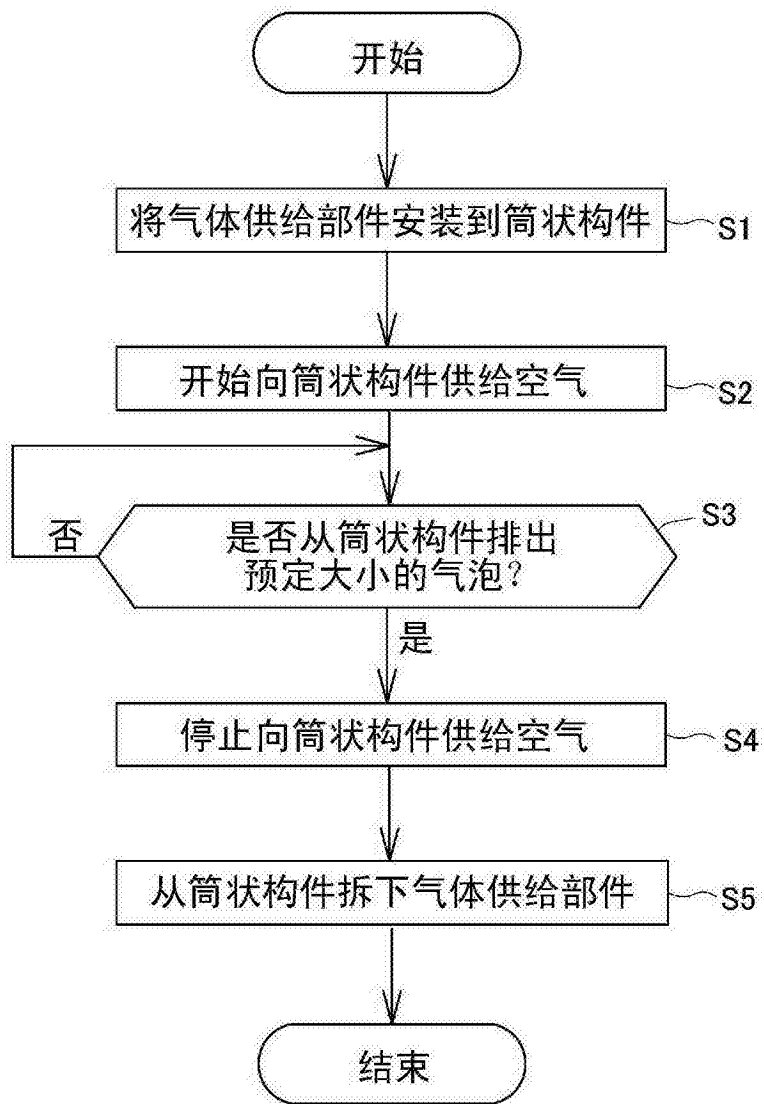 开始
将气体供给部件安装到筒状构件
S1
开始向筒状构件供给空气
S2
是否从筒状构件排出
预定大小的气泡?
S3
否
是
停止向筒状构件供给空气
S4
从筒状构件拆下气体供给部件
S5
结束